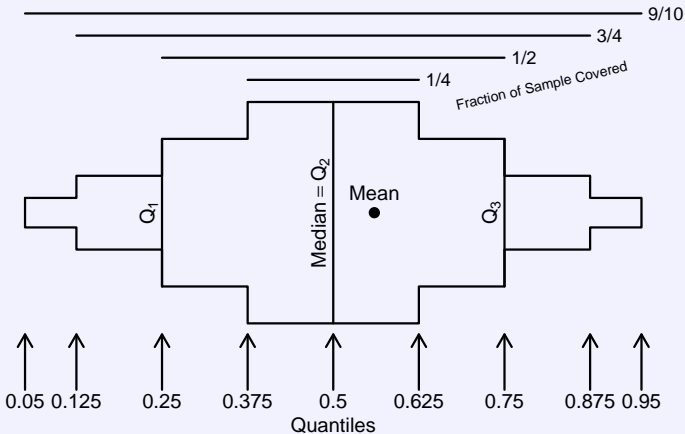 9/10
3/4
1/2
1/4
Fraction of Sample Covered
Q1
Median = Q2
Mean
Q3
0.05 0.125 0.25 0.375 0.5 0.625 0.75 0.875 0.95
Quantiles